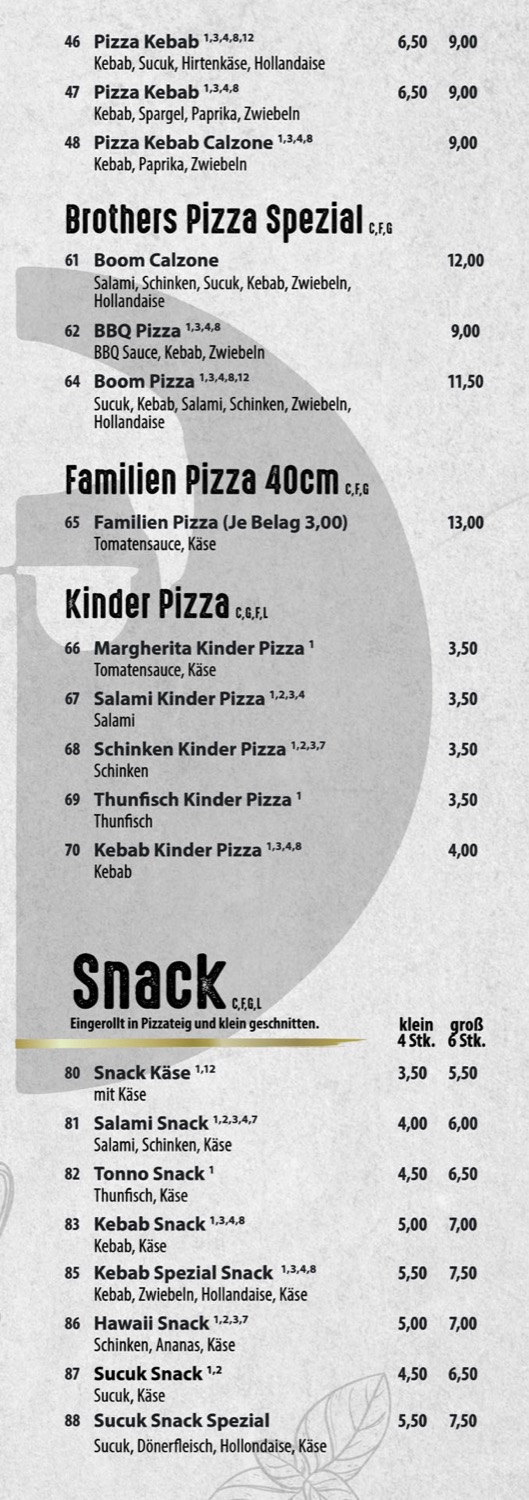 46 Pizza Kebab 1,3,4,8,12 6,50 9,00
Kebab, Sucuk, Hirtenkäse, Hollandaise
47 Pizza Kebab 1,3,4,8 6,50 9,00
Kebab, Spargel, Paprika, Zwiebeln
48 Pizza Kebab Calzone 1,3,4,8 9,00
Kebab, Paprika, Zwiebeln
Brothers Pizza Spezial C,F,G
61 Boom Calzone 12,00
Salami, Schinken, Sucuk, Kebab, Zwiebeln,
Hollandaise
62 BBQ Pizza 1,3,4,8 9,00
BBQ Sauce, Kebab, Zwiebeln
64 Boom Pizza 1,3,4,8,12 11,50
Sucuk, Kebab, Salami, Schinken, Zwiebeln,
Hollandaise
Familien Pizza 40cm C,F,G
65 Familien Pizza (Je Belag 3,00) 13,00
Tomatensauce, Käse
Kinder Pizza C,G,F,L
66 Margherita Kinder Pizza 1 3,50
Tomatensauce, Käse
67 Salami Kinder Pizza 1,2,3,4 3,50
Salami
68 Schinken Kinder Pizza 1,2,3,7 3,50
Schinken
69 Thunfisch Kinder Pizza 1 3,50
Thunfisch
70 Kebab Kinder Pizza 1,3,4,8 4,00
Kebab
Snack C,F,G,L
Eingerollt in Pizzateig und klein geschnitten. klein groß
4 Stk. 6 Stk.
80 Snack Käse 1,12 3,50 5,50
mit Käse
81 Salami Snack 1,2,3,4,7 4,00 6,00
Salami, Schinken, Käse
82 Tonno Snack 1 4,50 6,50
Thunfisch, Käse
83 Kebab Snack 1,3,4,8 5,00 7,00
Kebab, Käse
85 Kebab Spezial Snack 1,3,4,8 5,50 7,50
Kebab, Zwiebeln, Hollandaise, Käse
86 Hawaii Snack 1,2,3,7 5,00 7,00
Schinken, Ananas, Käse
87 Sucuk Snack 1,2 4,50 6,50
Sucuk, Käse
88 Sucuk Snack Spezial 5,50 7,50
Sucuk, Dönerfleisch, Hollondaise, Käse